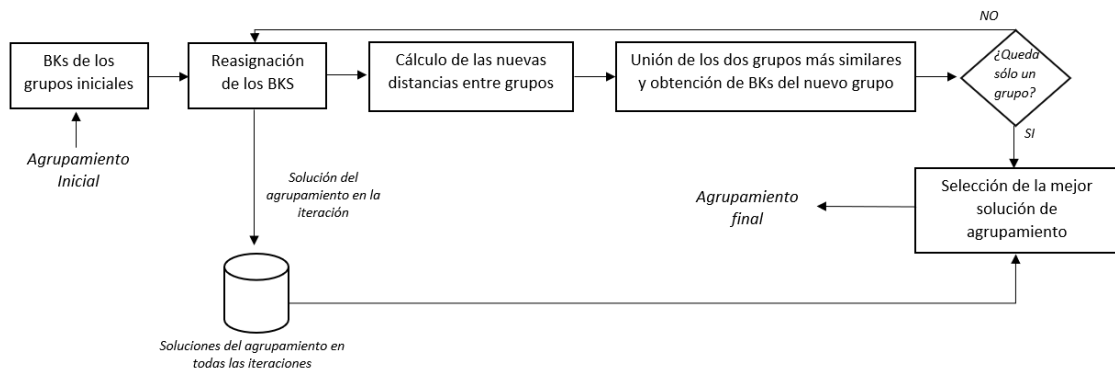 NO
BKs de los
grupos iniciales
Reasignación
de los BKS
Cálculo de las nuevas
distancias entre grupos
Unión de los dos grupos más similares
y obtención de BKs del nuevo grupo
¿Queda
sólo un
grupo?
SI
Agrupamiento
Inicial
Solución del
agrupamiento en la
iteración
Agrupamiento
final
Selección de la mejor
solución de
agrupamiento
Soluciones del agrupamiento en
todas las iteraciones